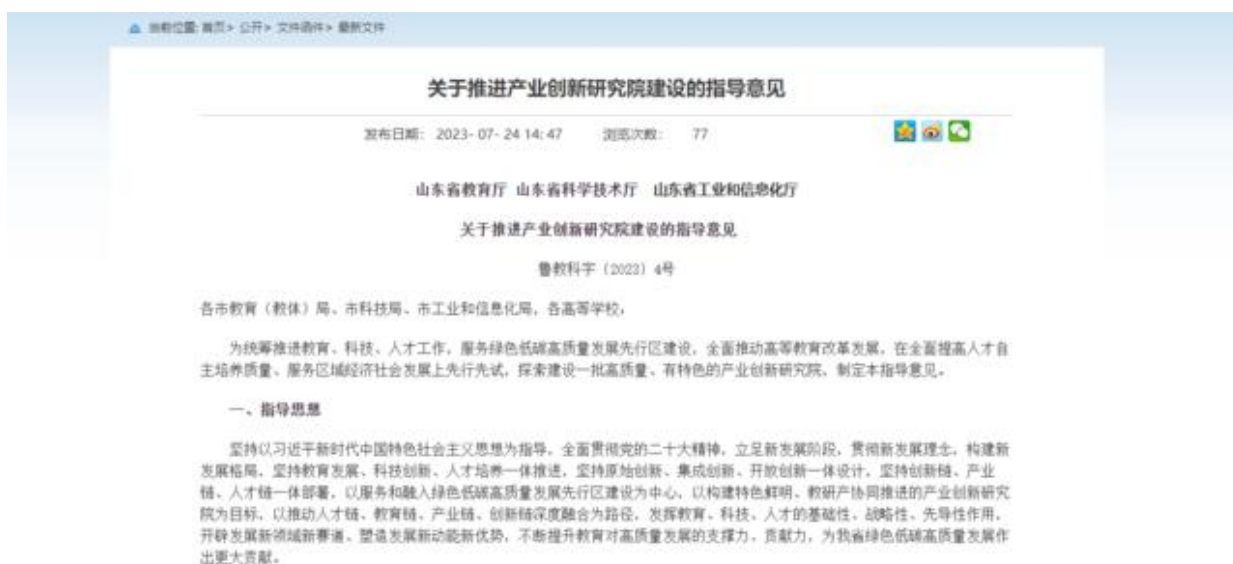 当前位置: 首页> 公开> 文件函件> 最新文件
关于推进产业创新研究院建设的指导意见
发布日期: 2023-07-24 14:47 浏览次数: 77
山东省教育厅 山东省科学技术厅 山东省工业和信息化厅
关于推进产业创新研究院建设的指导意见
鲁教科字〔2023〕4号
各市教育（教体）局、市科技局、市工业和信息化局，各高等学校：
为统筹推进教育、科技、人才工作，服务绿色低碳高质量发展先行区建设，全面推动高等教育改革发展，在全面提高人才自
主培养质量、服务区域经济社会发展上先行先试，探索建设一批高质量、有特色的产业创新研究院，制定本指导意见。
一、指导思想
坚持以习近平新时代中国特色社会主义思想为指导，全面贯彻党的二十大精神，立足新发展阶段，贯彻新发展理念，构建新
发展格局，坚持教育发展、科技创新、人才培养一体推进，坚持原始创新、集成创新、开放创新一体设计，坚持创新链、产业
链、人才链一体部署，以服务和融入绿色低碳高质量发展先行区建设为中心，以构建特色鲜明、教研产协同推进的产业创新研究
院为目标，以推动人才链、教育链、产业链、创新链深度融合为路径，发挥教育、科技、人才的基础性、战略性、先导性作用，
开辟发展新领域新赛道、塑造发展新动能新优势，不断提升教育对高质量发展的支撑力、贡献力，为我省绿色低碳高质量发展作
出更大贡献。